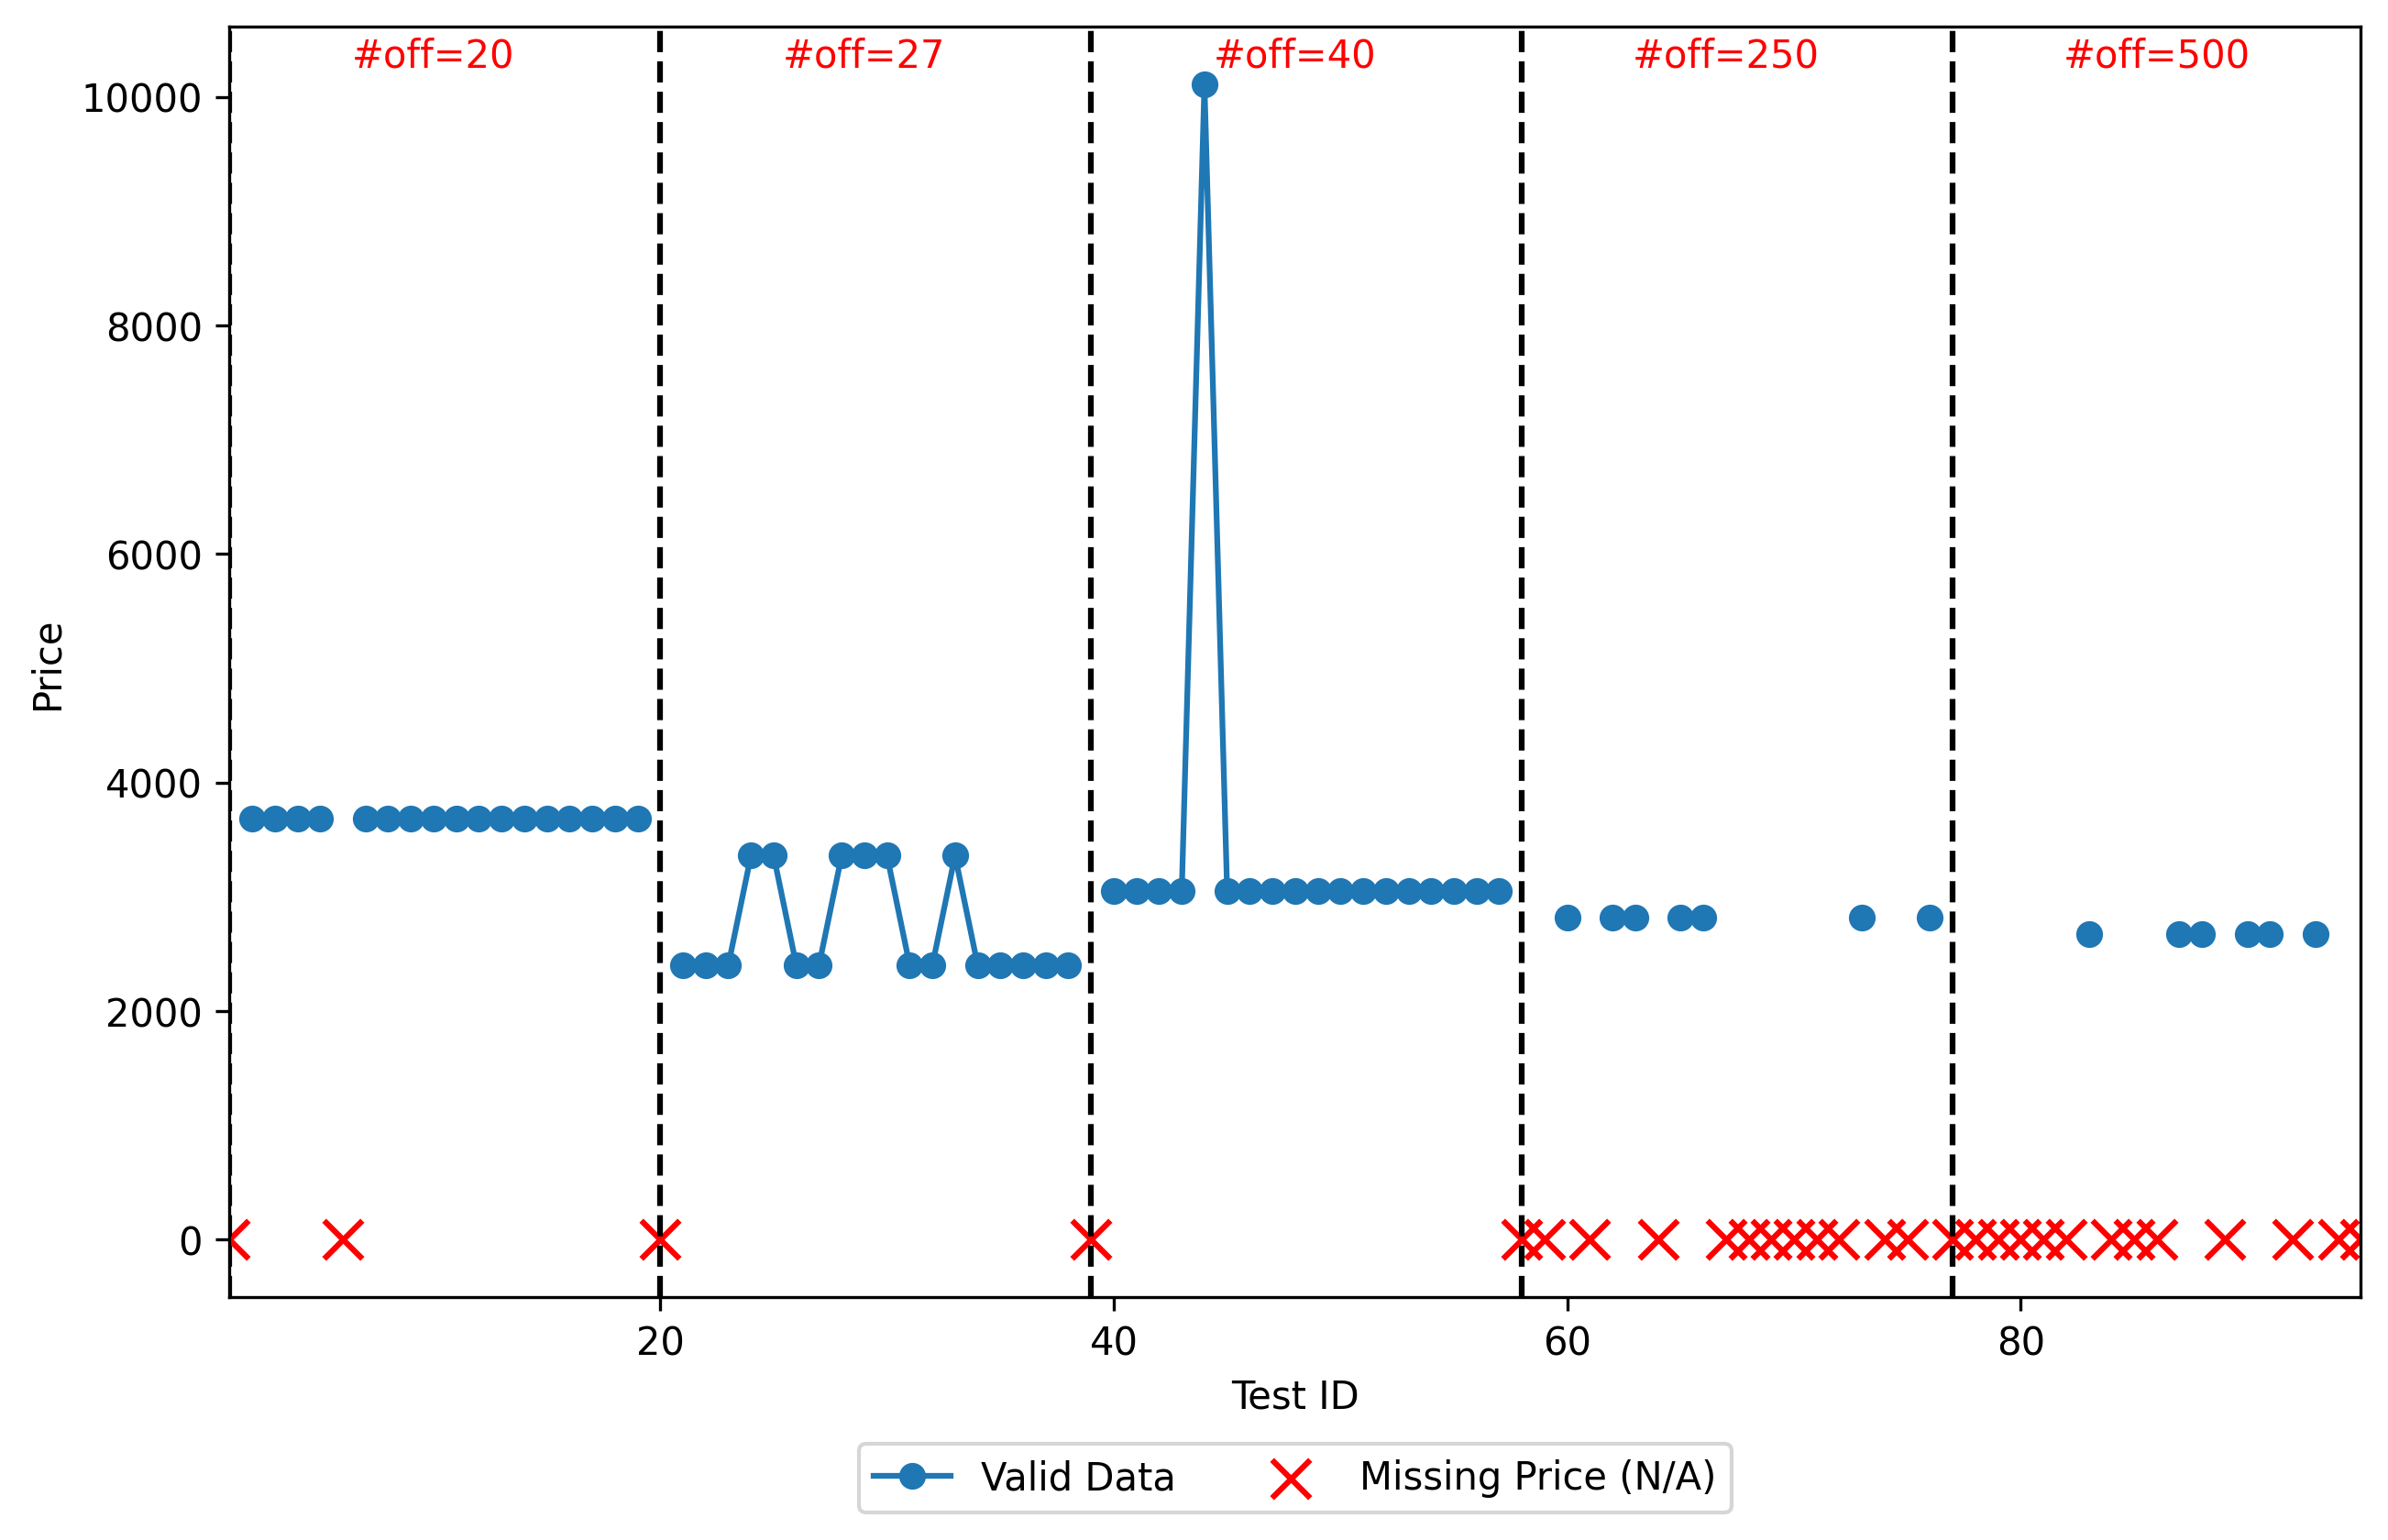 #off=20
#off=27
#off=40
#off=250
#off=500
10000
8000
6000
4000
2000
0
Price
20
40
60
80
Test ID
Valid Data
Missing Price (N/A)